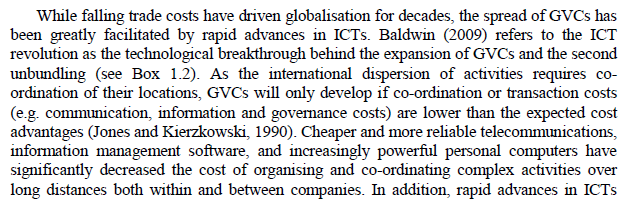 While falling trade costs have driven globalisation for decades, the spread of GVCs has
been greatly facilitated by rapid advances in ICTs. Baldwin (2009) refers to the ICT
revolution as the technological breakthrough behind the expansion of GVCs and the second
unbundling (see Box 1.2). As the international dispersion of activities requires co-
ordination of their locations, GVCs will only develop if co-ordination or transaction costs
(e.g. communication, information and governance costs) are lower than the expected cost
advantages (Jones and Kierzkowski, 1990). Cheaper and more reliable telecommunications,
information management software, and increasingly powerful personal computers have
significantly decreased the cost of organising and co-ordinating complex activities over
long distances both within and between companies. In addition, rapid advances in ICTs